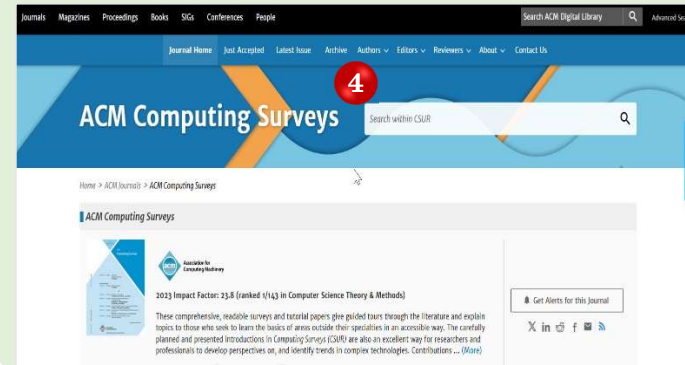 Journals Magazines Proceedings Books SIGs Conferences People Search ACM Digital Library Advanced Sea
Journal Home Just Accepted Latest Issue Archive Authors Editors Reviewers About Contact Us
4
ACM Computing Surveys Search within CSUR
Home > ACM Journals > ACM Computing Surveys
ACM Computing Surveys
acm Association for
Computing Machinery
2023 Impact Factor: 23.8 (ranked 1/143 in Computer Science Theory & Methods)
Get Alerts for this Journal
These comprehensive, readable surveys and tutorial papers give guided tours through the literature and explain
topics to those who seek to learn the basics of areas outside their specialties in an accessible way. The carefully
planned and presented introductions in Computing Surveys (CSUR) are also an excellent way for researchers and
professionals to develop perspectives on, and identify trends in complex technologies. Contributions ... (More)